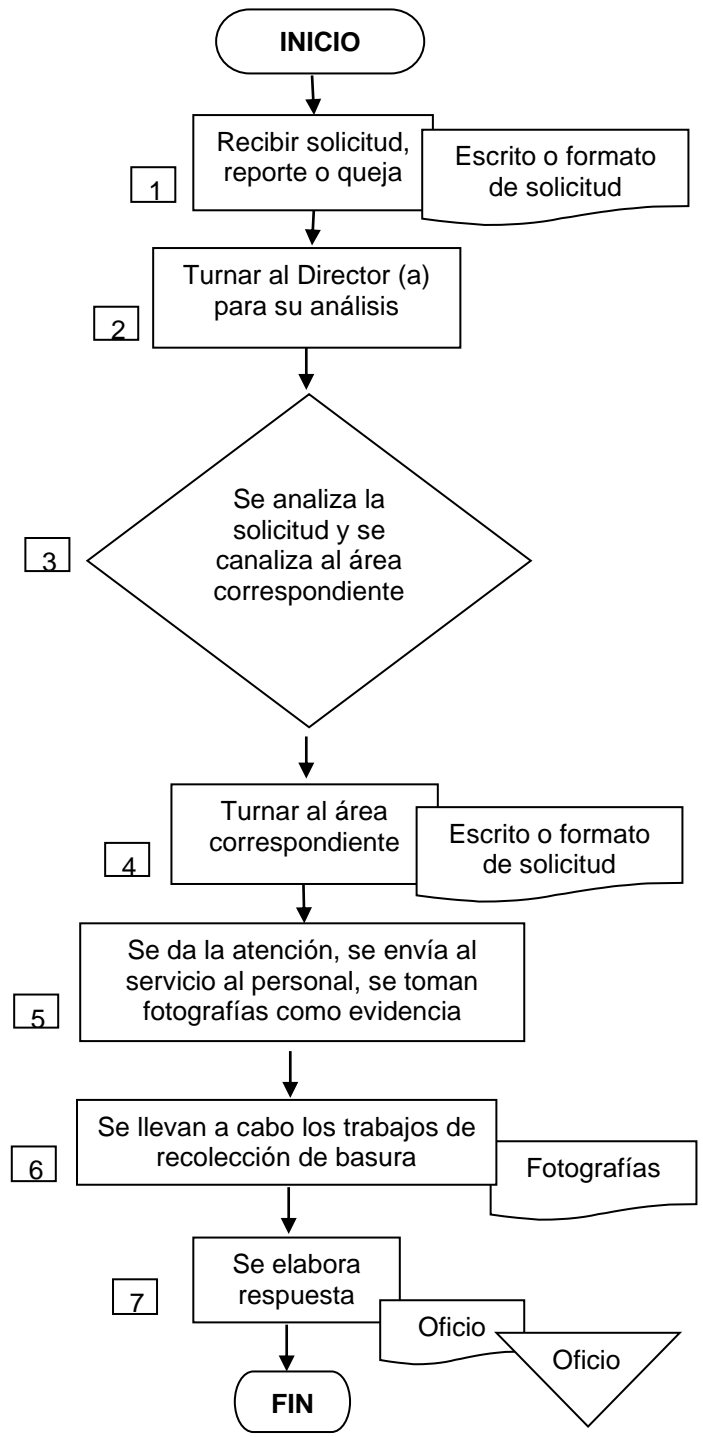 INICIO
Recibir solicitud,
reporte o queja
1
Escrito o formato
de solicitud
Turnar al Director (a)
para su análisis
2
Se analiza la
solicitud y se
canaliza al área
correspondiente
3
Turnar al área
correspondiente
4
Escrito o formato
de solicitud
Se da la atención, se envía al
servicio al personal, se toman
fotografías como evidencia
5
Se llevan a cabo los trabajos de
recolección de basura
6
Fotografías
Se elabora
respuesta
7
Oficio
Oficio
FIN